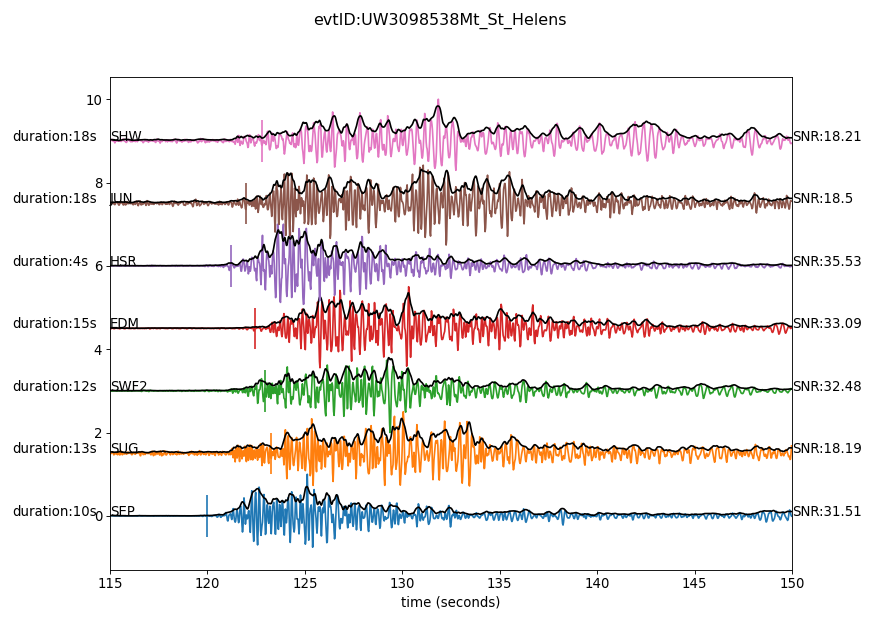 evtID:UW3098538Mt_St_Helens
10
duration:18s SHW SNR:18.21
8
duration:18s JUN SNR:18.5
duration:4s HSR SNR:35.53
6
duration:15s EDM SNR:33.09
4
duration:12s SWF2 SNR:32.48
2
duration:13s SUG SNR:18.19
duration:10s SEP SNR:31.51
0
115 120 125 130 135 140 145 150
time (seconds)